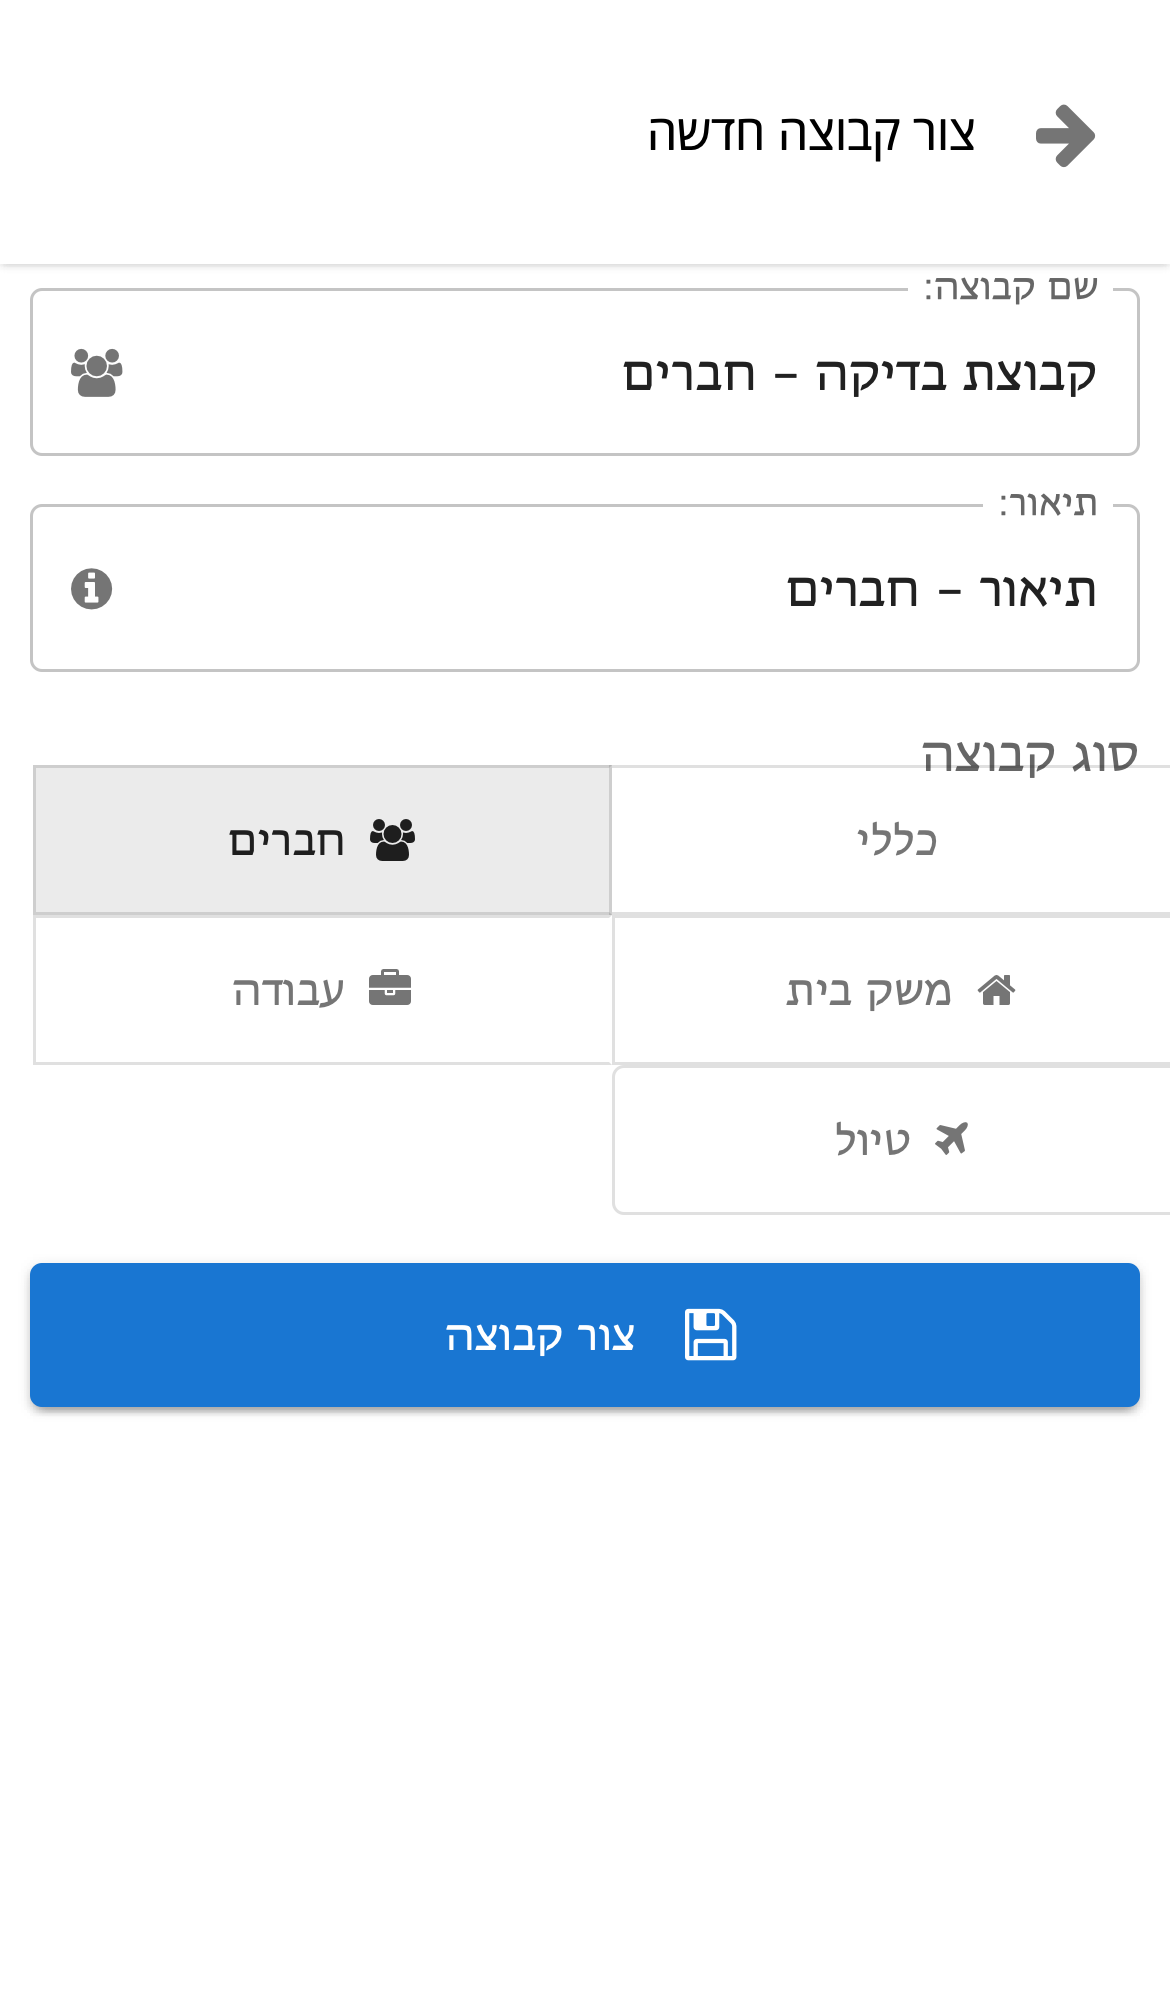 צור קבוצה חדשה
שם קבוצה:
קבוצת בדיקה – חברים
תיאור:
תיאור – חברים
סוג קבוצה
כללי
חברים
משק בית
עבודה
טיול
צור קבוצה